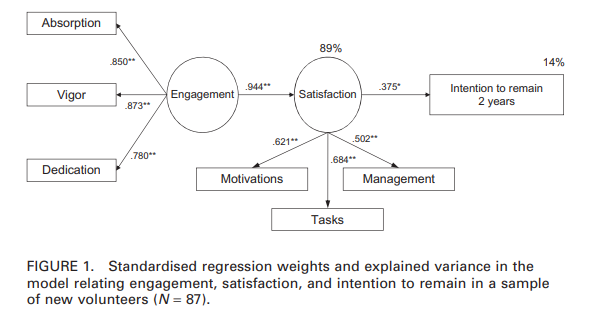 Absorption
89%
14%
.850**
Vigor
.873**
Engagement
.944**
Satisfaction
.375*
Intention to remain
2 years
.780**
Dedication
.621**
.684**
.502**
Motivations
Management
Tasks
FIGURE 1. Standardised regression weights and explained variance in the
model relating engagement, satisfaction, and intention to remain in a sample
of new volunteers (N = 87).